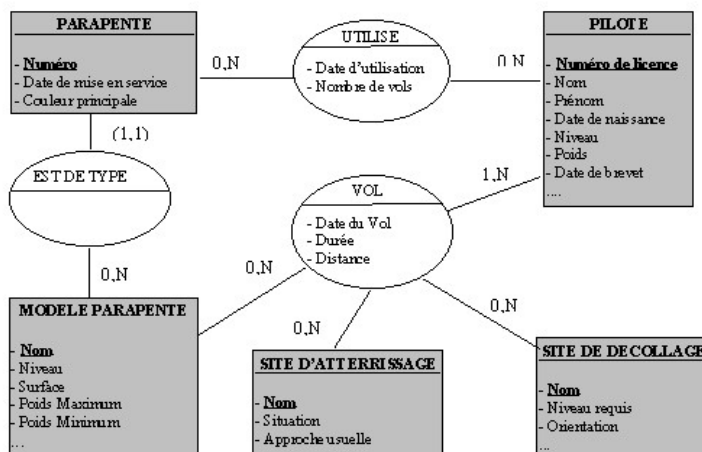 PARAPENTE
- Numéro
- Date de mise en service
- Couleur principale
0,N
UTILISE
- Date d'utilisation
- Nombre de vols
0,N
PILOTE
- Numéro de licence
- Nom
- Prénom
- Date de naissance
- Niveau
- Poids
- Date de brevet
....
(1,1)
EST DE TYPE
0,N
VOL
- Date du Vol
- Durée
- Distance
1,N
0,N
0,N
0,N
MODELE PARAPENTE
- Nom
- Niveau
- Surface
- Poids Maximum
- Poids Minimum
...
SITE D'ATTERRISSAGE
- Nom
- Situation
- Approche usuelle
SITE DE DECOLLAGE
- Nom
- Niveau requis
- Orientation
...